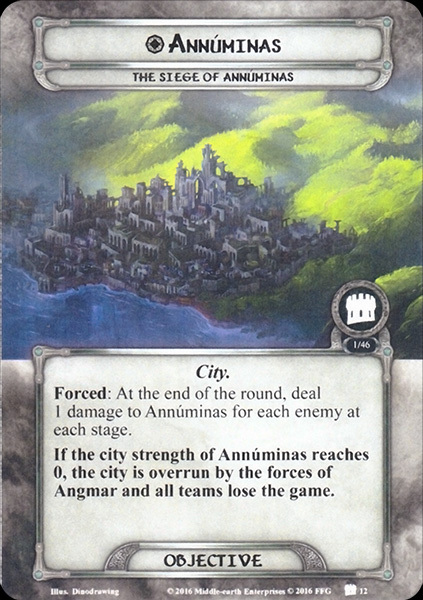 ANNÚMINAS
THE SIEGE OF ANNÚMINAS
1/46
City.
Forced: At the end of the round, deal
1 damage to Annúminas for each enemy at
each stage.
If the city strength of Annúminas reaches
0, the city is overrun by the forces of
Angmar and all teams lose the game.
OBJECTIVE
Illus. Dinodrawing © 2016 Middle-earth Enterprises © 2016 FFG 12